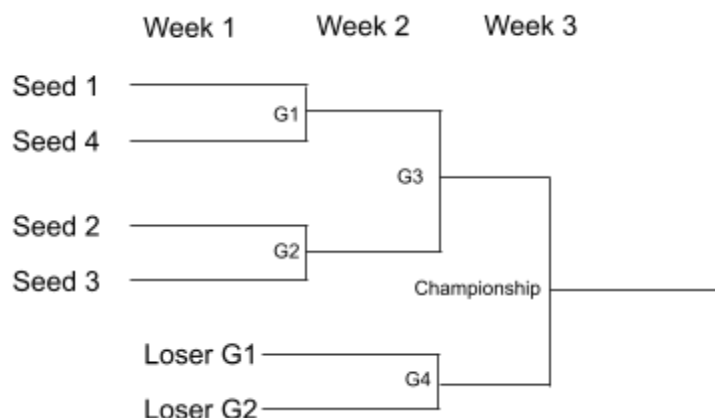 Week 1 Week 2 Week 3
Seed 1
G1
Seed 4
G3
Seed 2
G2
Seed 3
Championship
Loser G1
G4
Loser G2